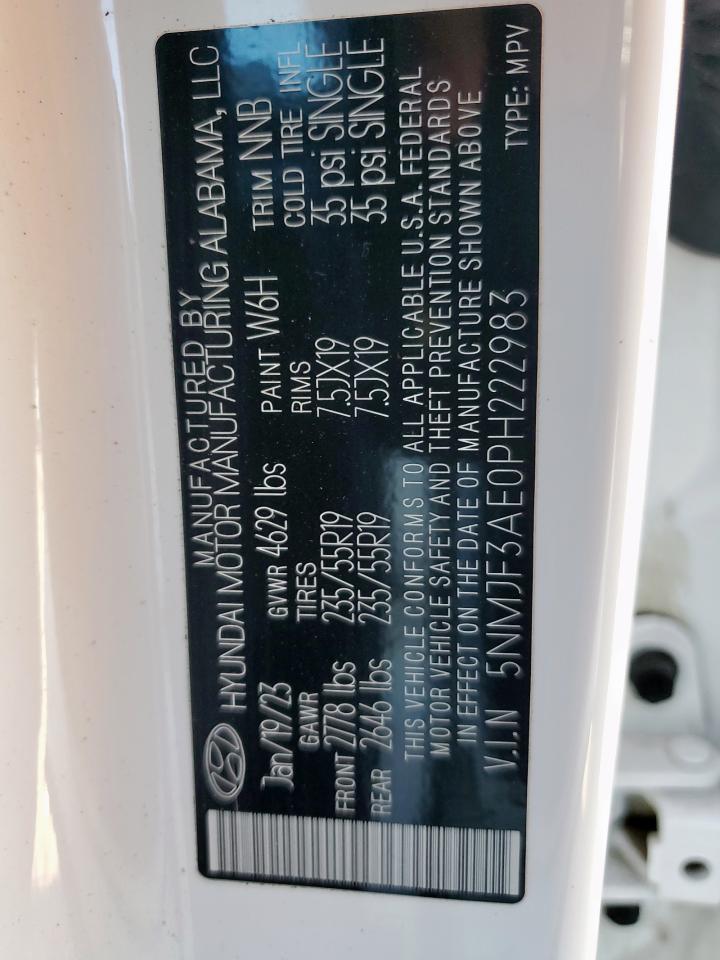 MANUFACTURED BY
HYUNDAI MOTOR MANUFACTURING ALABAMA, LLC
Jan/19/23 GVWR 4629 lbs PAINT W6H TRIM NNB
GAWR TIRES RIMS COLD TIRE INFL
FRONT 2778 lbs 235/55R19 7.5JX19 35 psi SINGLE
REAR 2646 lbs 235/55R19 7.5JX19 35 psi SINGLE
THIS VEHICLE CONFORMS TO ALL APPLICABLE U.S.A. FEDERAL
MOTOR VEHICLE SAFETY AND THEFT PREVENTION STANDARDS
IN EFFECT ON THE DATE OF MANUFACTURE SHOWN ABOVE
V.I.N 5NMJF3AE0PH222983 TYPE: MPV